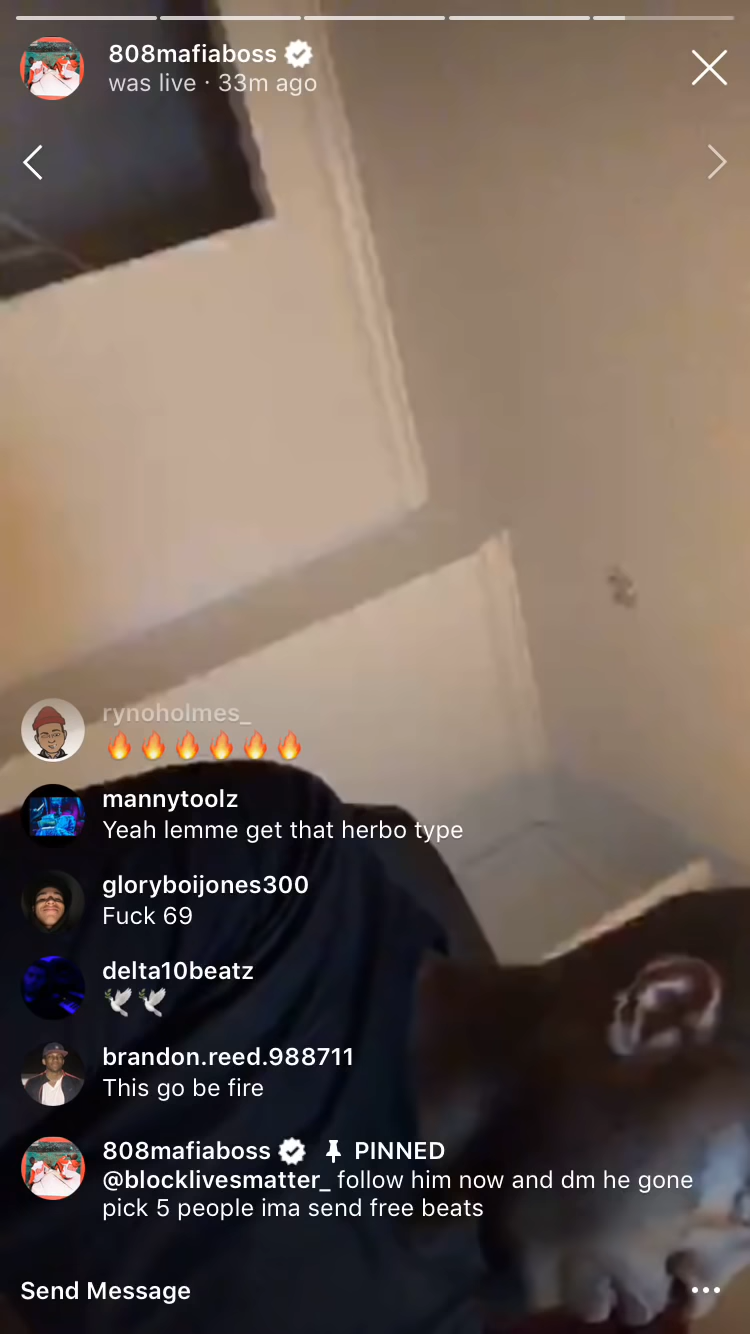 808mafiaboss
was live · 33m ago
rynoholmes_
🔥🔥🔥🔥🔥🔥
mannytoolz
Yeah lemme get that herbo type
gloryboijones300
Fuck 69
delta10beatz
🕊️🕊️
brandon.reed.988711
This go be fire
808mafiaboss PINNED
@blocklivesmatter_ follow him now and dm he gone
pick 5 people ima send free beats
Send Message